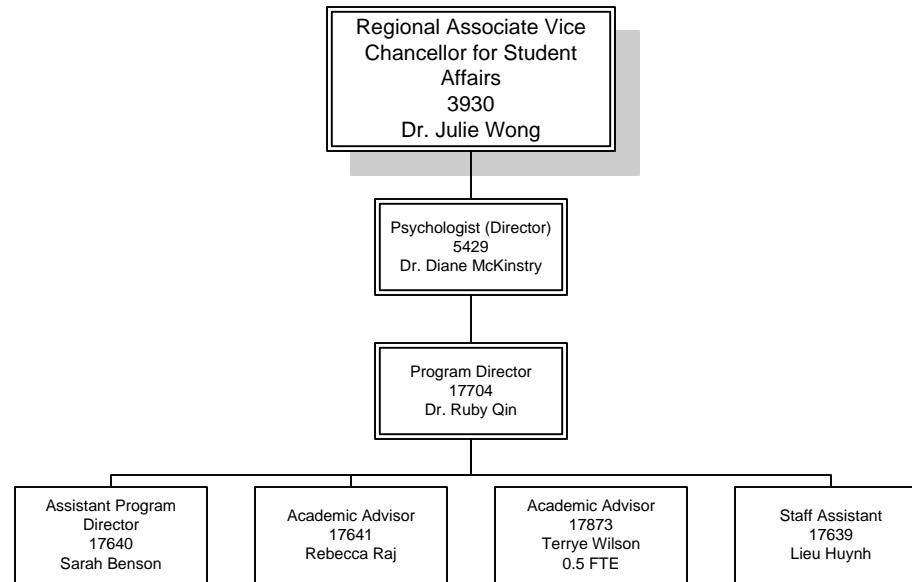 Regional Associate Vice
Chancellor for Student
Affairs
3930
Dr. Julie Wong
Psychologist (Director)
5429
Dr. Diane McKinstry
Program Director
17704
Dr. Ruby Qin
Assistant Program
Director
17640
Sarah Benson
Academic Advisor
17641
Rebecca Raj
Academic Advisor
17873
Terrye Wilson
0.5 FTE
Staff Assistant
17639
Lieu Huynh